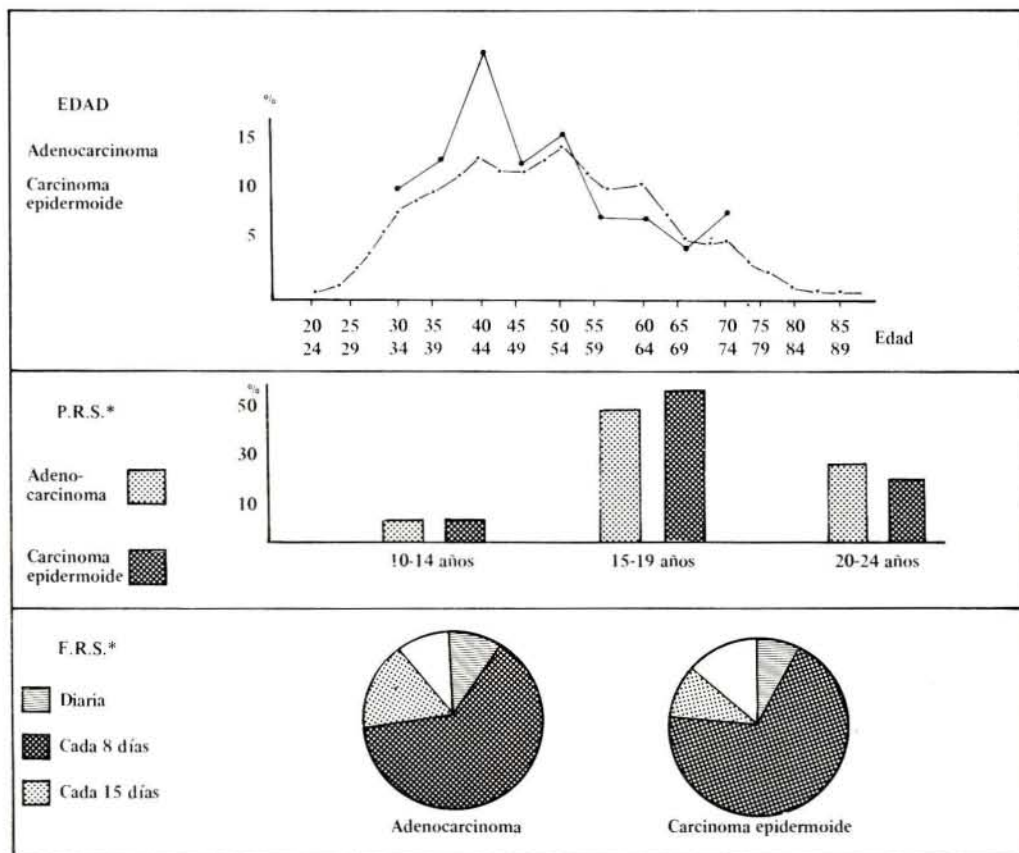 %
EDAD
15
Adenocarcinoma
10
Carcinoma
epidermoide
5
20 25 30 35 40 45 50 55 60 65 70 75 80 85
24 29 34 39 44 49 54 59 64 69 74 79 84 89
Edad
%
P.R.S.*
50
30
Adeno-
carcinoma
10
Carcinoma
epidermoide
10-14 años 15-19 años 20-24 años
F.R.S.*
Diaria
Cada 8 días
Cada 15 días
Adenocarcinoma Carcinoma epidermoide